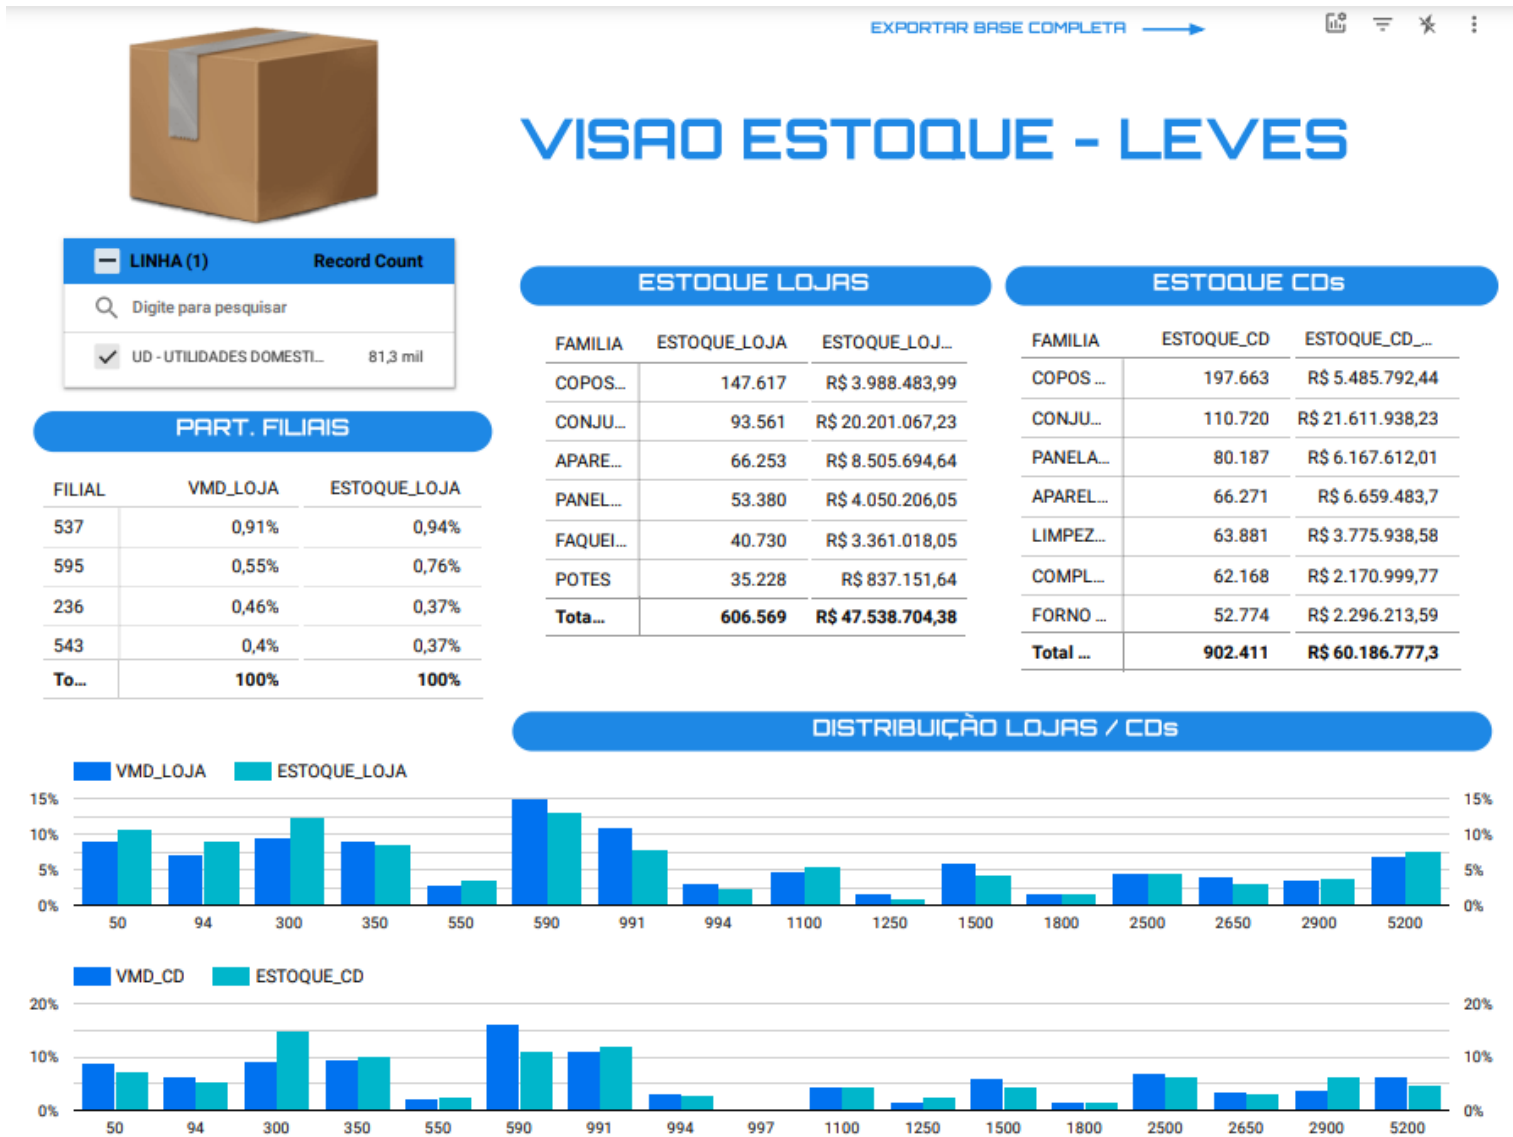 EXPORTAR BASE COMPLETA
VISAO ESTOQUE - LEVES
LINHA (1) Record Count
Digite para pesquisar
UD - UTILIDADES DOMESTI... 81,3 mil
PART. FILIAIS
FILIAL VMD_LOJA ESTOQUE_LOJA
537 0,91% 0,94%
595 0,55% 0,76%
236 0,46% 0,37%
543 0,4% 0,37%
To... 100% 100%
ESTOQUE LOJAS
FAMILIA ESTOQUE_LOJA ESTOQUE_LOJ...
COPOS... 147.617 R$ 3.988.483,99
CONJU... 93.561 R$ 20.201.067,23
APARE... 66.253 R$ 8.505.694,64
PANEL... 53.380 R$ 4.050.206,05
FAQUEI... 40.730 R$ 3.361.018,05
POTES 35.228 R$ 837.151,64
Tota... 606.569 R$ 47.538.704,38
ESTOQUE CDs
FAMILIA ESTOQUE_CD ESTOQUE_CD_...
COPOS ... 197.663 R$ 5.485.792,44
CONJU... 110.720 R$ 21.611.938,23
PANELA... 80.187 R$ 6.167.612,01
APAREL... 66.271 R$ 6.659.483,7
LIMPEZ... 63.881 R$ 3.775.938,58
COMPL... 62.168 R$ 2.170.999,77
FORNO ... 52.774 R$ 2.296.213,59
Total ... 902.411 R$ 60.186.777,3
DISTRIBUIÇÃO LOJAS / CDs
VMD_LOJA ESTOQUE_LOJA
15% 15%
10% 10%
5% 5%
0% 0%
50 94 300 350 550 590 991 994 1100 1250 1500 1800 2500 2650 2900 5200
VMD_CD ESTOQUE_CD
20% 20%
10% 10%
0% 0%
50 94 300 350 550 590 991 994 997 1100 1250 1500 1800 2500 2650 2900 5200